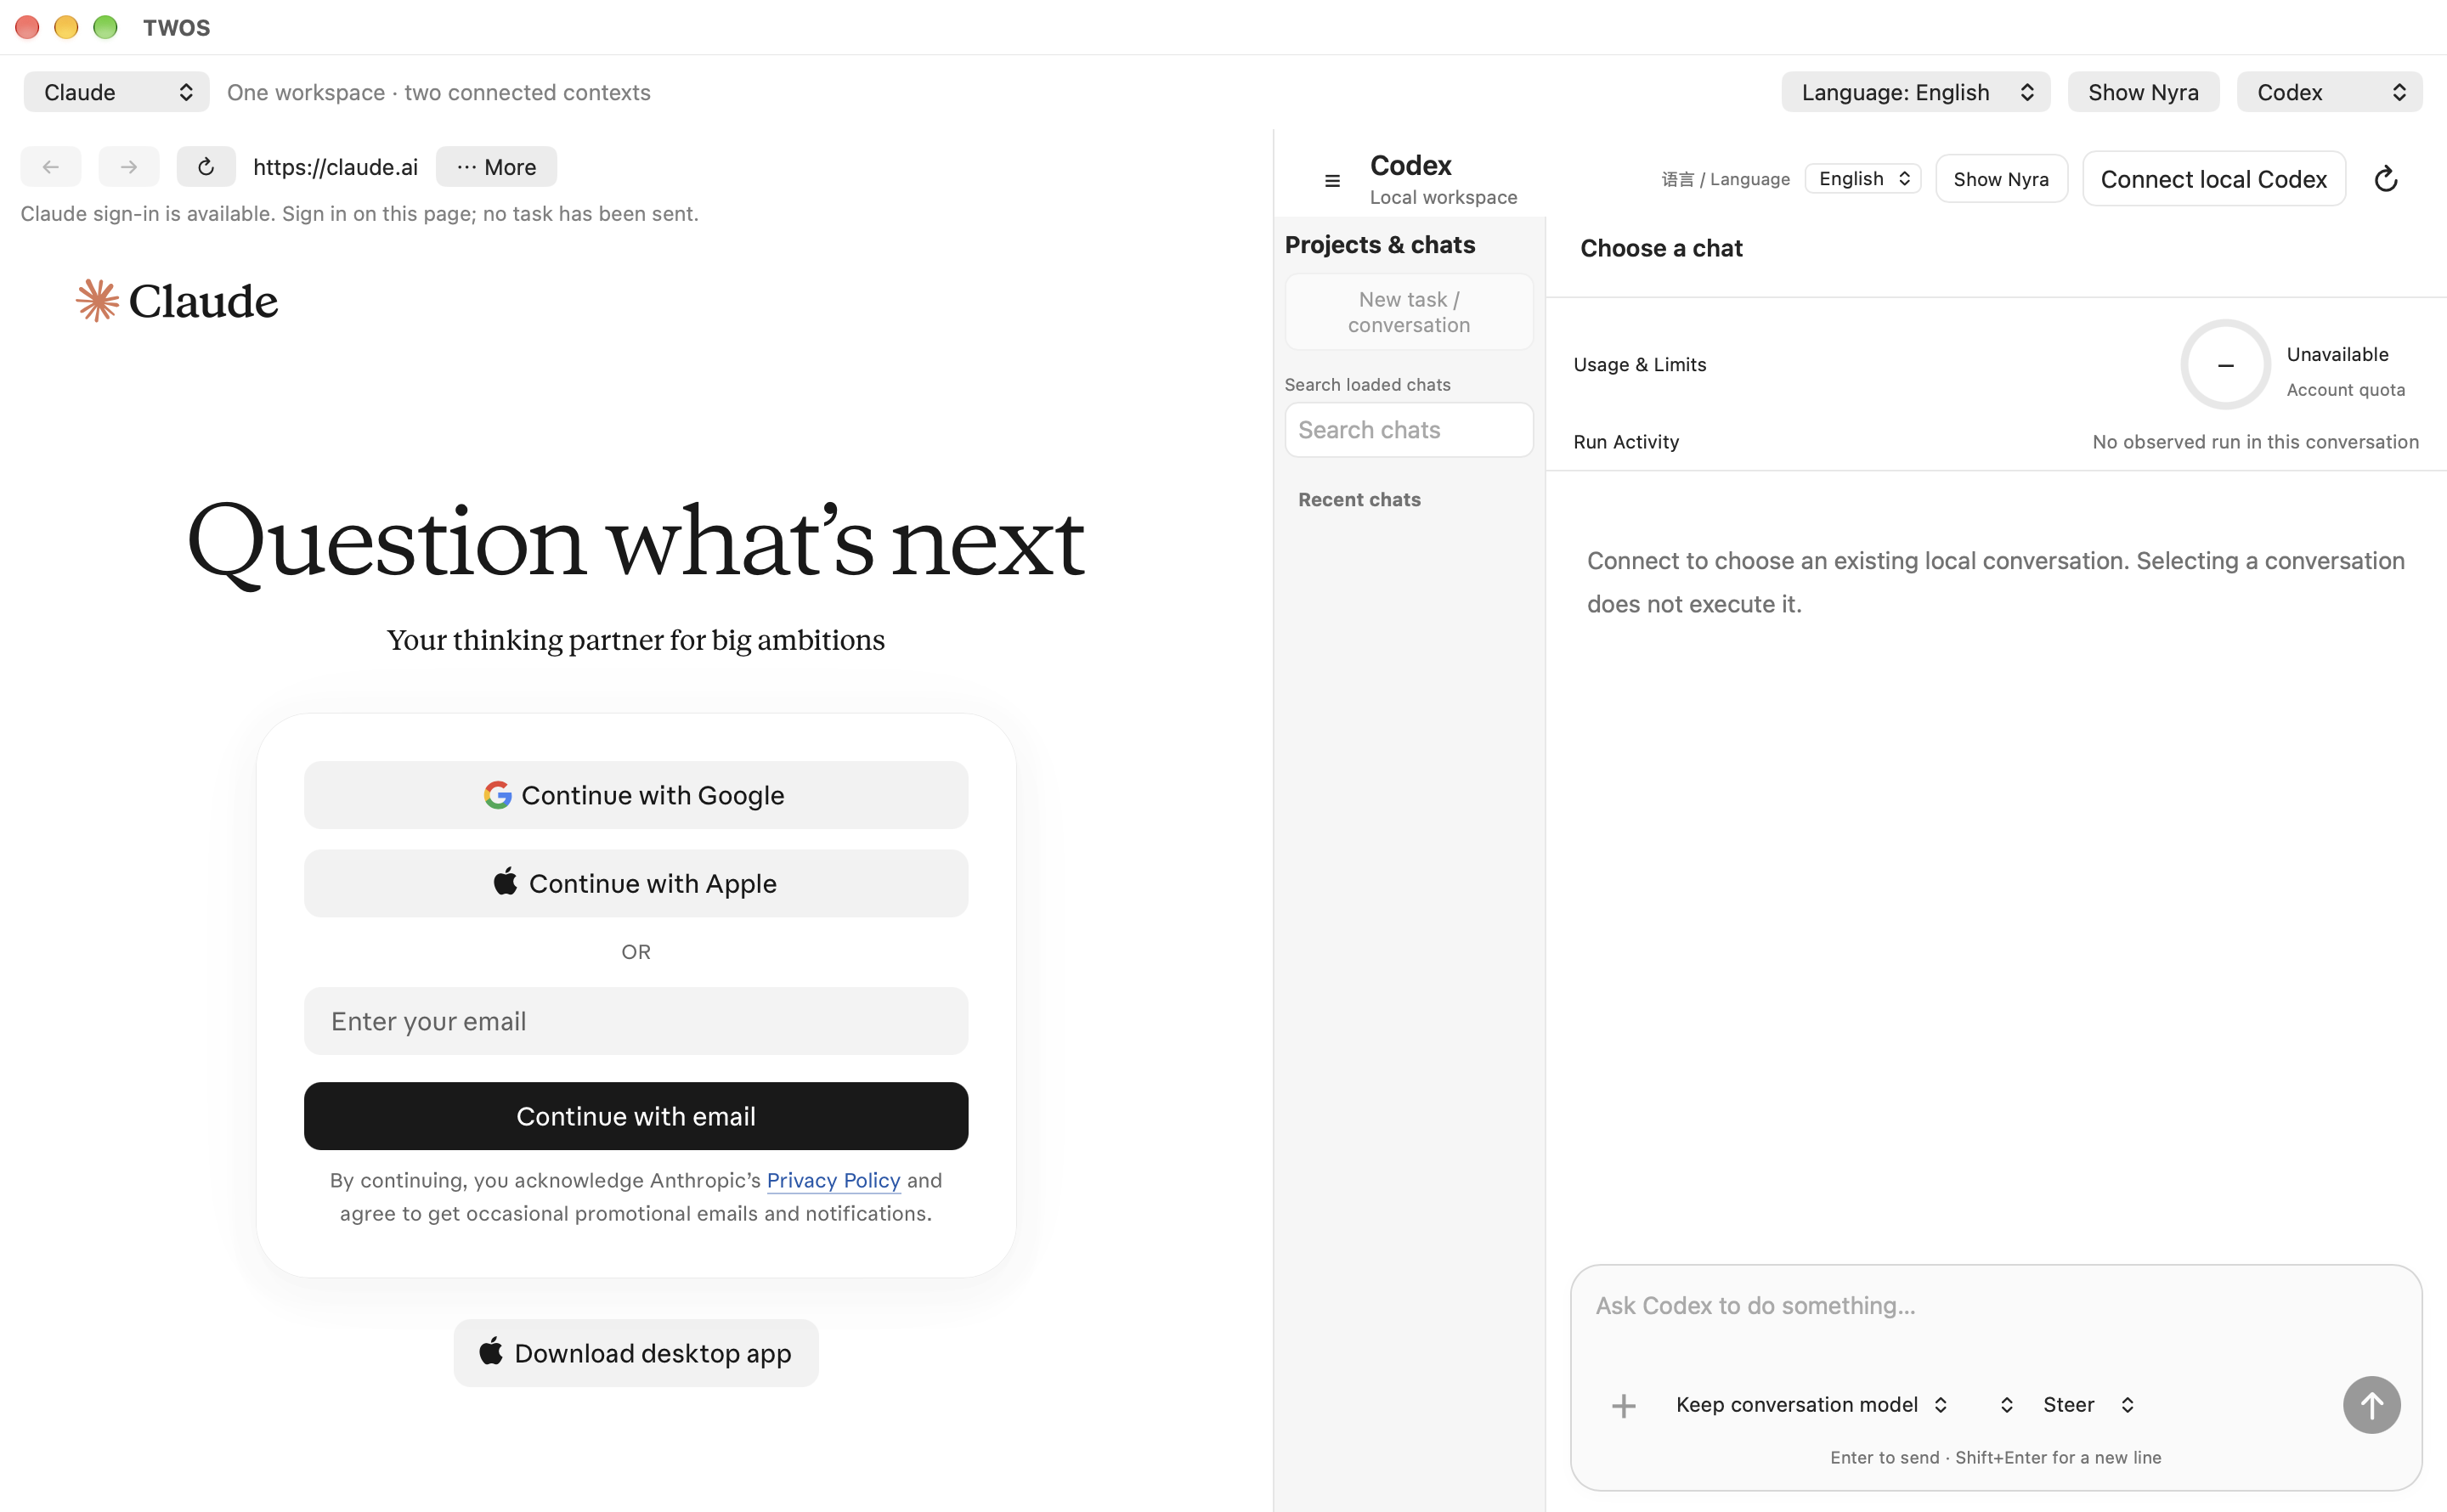 TWOS
Claude
One workspace · two connected contexts
Language: English
Show Nyra
Codex
https://claude.ai
··· More
Claude sign-in is available. Sign in on this page; no task has been sent.
Claude
Question what’s next
Your thinking partner for big ambitions
Continue with Google
Continue with Apple
OR
Enter your email
Continue with email
By continuing, you acknowledge Anthropic’s Privacy Policy and
agree to get occasional promotional emails and notifications.
Download desktop app
Codex
Local workspace
语言 / Language
English
Show Nyra
Connect local Codex
Projects & chats
New task /
conversation
Search loaded chats
Search chats
Recent chats
Choose a chat
Usage & Limits
–
Unavailable
Account quota
Run Activity
No observed run in this conversation
Connect to choose an existing local conversation. Selecting a conversation
does not execute it.
Ask Codex to do something...
Keep conversation model
Steer
Enter to send · Shift+Enter for a new line